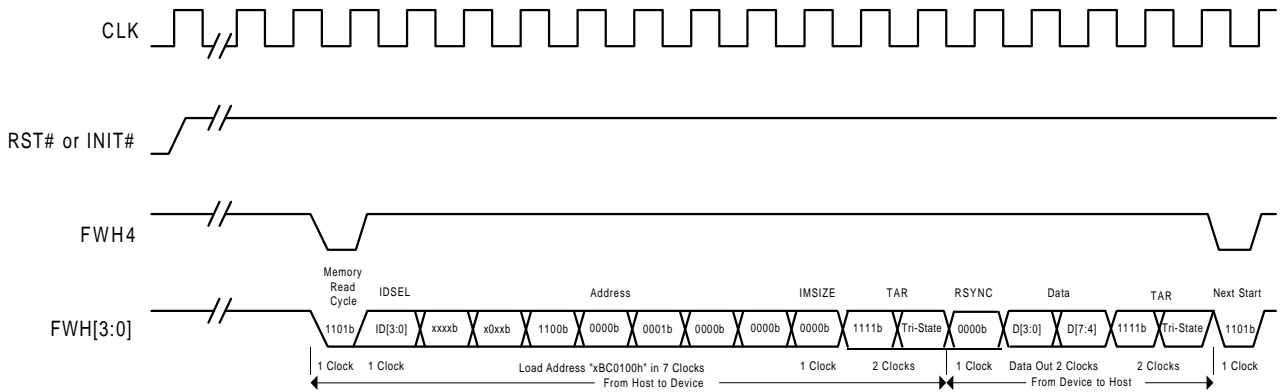 CLK
RST# or INIT#
FWH4
Memory
Read
Cycle
IDSEL
Address
IMSIZE
TAR
RSYNC
Data
TAR
Next Start
FWH[3:0]
1101b
ID[3:0]
xxxxb
x0xxb
1100b
0000b
0001b
0000b
0000b
0000b
1111b
Tri-State
0000b
D[3:0]
D[7:4]
1111b
Tri-State
1101b
1 Clock
1 Clock
Load Address "xBC0100h" in 7 Clocks
1 Clock
2 Clocks
1 Clock
Data Out 2 Clocks
2 Clocks
1 Clock
From Host to Device
From Device to Host